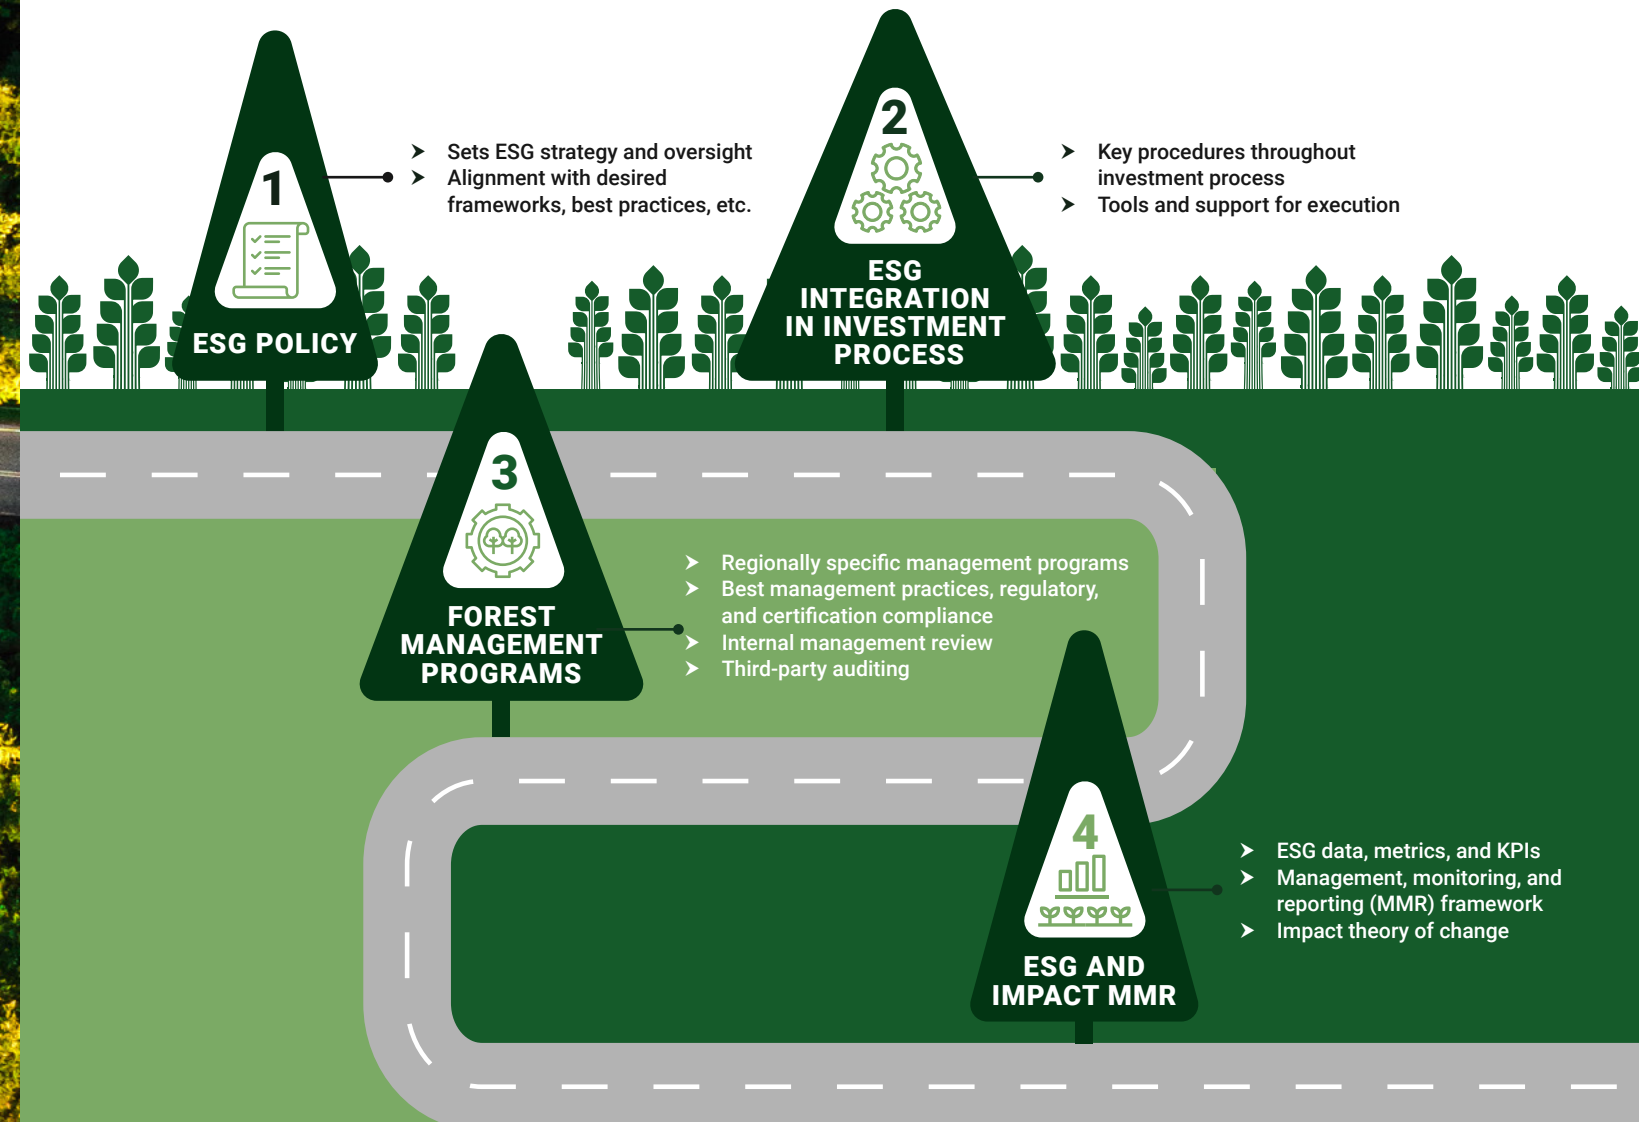 1
ESG POLICY
➤ Sets ESG strategy and oversight
➤ Alignment with desired
frameworks, best practices, etc.
2
ESG
INTEGRATION
IN INVESTMENT
PROCESS
➤ Key procedures throughout
investment process
➤ Tools and support for execution
3
FOREST
MANAGEMENT
PROGRAMS
➤ Regionally specific management programs
➤ Best management practices, regulatory,
and certification compliance
➤ Internal management review
➤ Third-party auditing
4
ESG AND
IMPACT MMR
➤ ESG data, metrics, and KPIs
➤ Management, monitoring, and
reporting (MMR) framework
➤ Impact theory of change